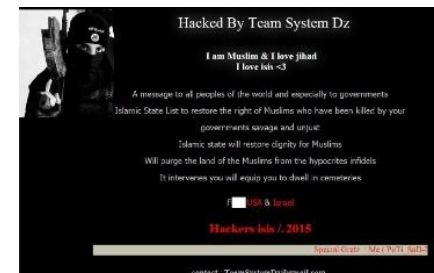 Hacked By Team System Dz
I am Muslim & I love jihad
I love isis <3
A message to all peoples of the world and especially to governments
Islamic State List to restore the right of Muslims who have been killed by your
governments savage and unjust
Islamic state will restore dignity for Muslims
Will purge the land of the Muslims from the hypocrites infidels
It intervenes you will equip you to dwell in cemeteries
F USA & Israel
Hackers isis /. 2015
Special Gretz : Mr.
contact : TeamSystemDz@gmail.com